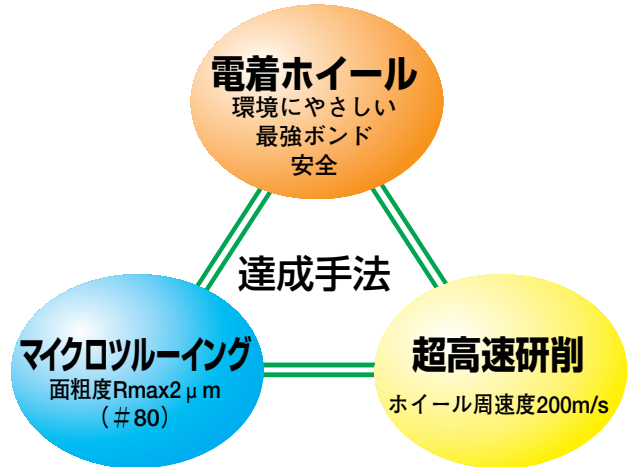 電着ホイール
環境にやさしい
最強ボンド
安全
達成手法
マイクロツルーイング
面粗度Rmax2μm
（＃80）
超高速研削
ホイール周速度200m/s